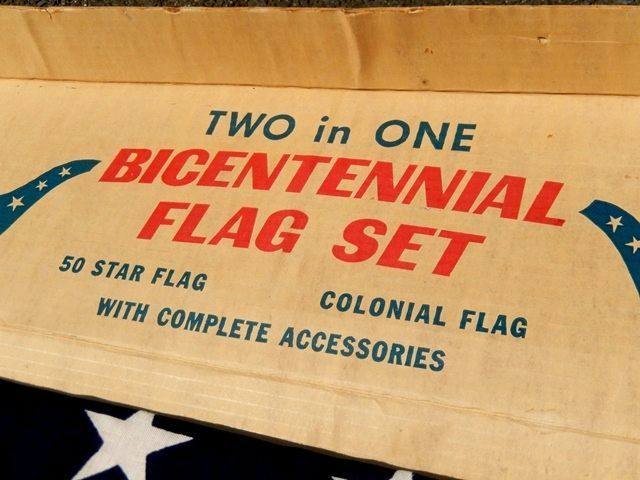 TWO in ONE
BICENTENNIAL
FLAG SET
50 STAR FLAG
COLONIAL FLAG
WITH COMPLETE ACCESSORIES